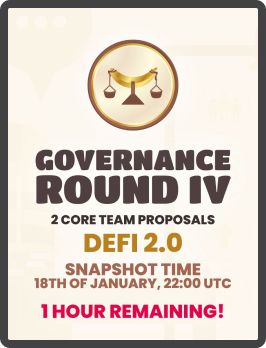 GOVERNANCE
ROUND IV
2 CORE TEAM PROPOSALS
DEFI 2.0
SNAPSHOT TIME
18TH OF JANUARY, 22:00 UTC
1 HOUR REMAINING!